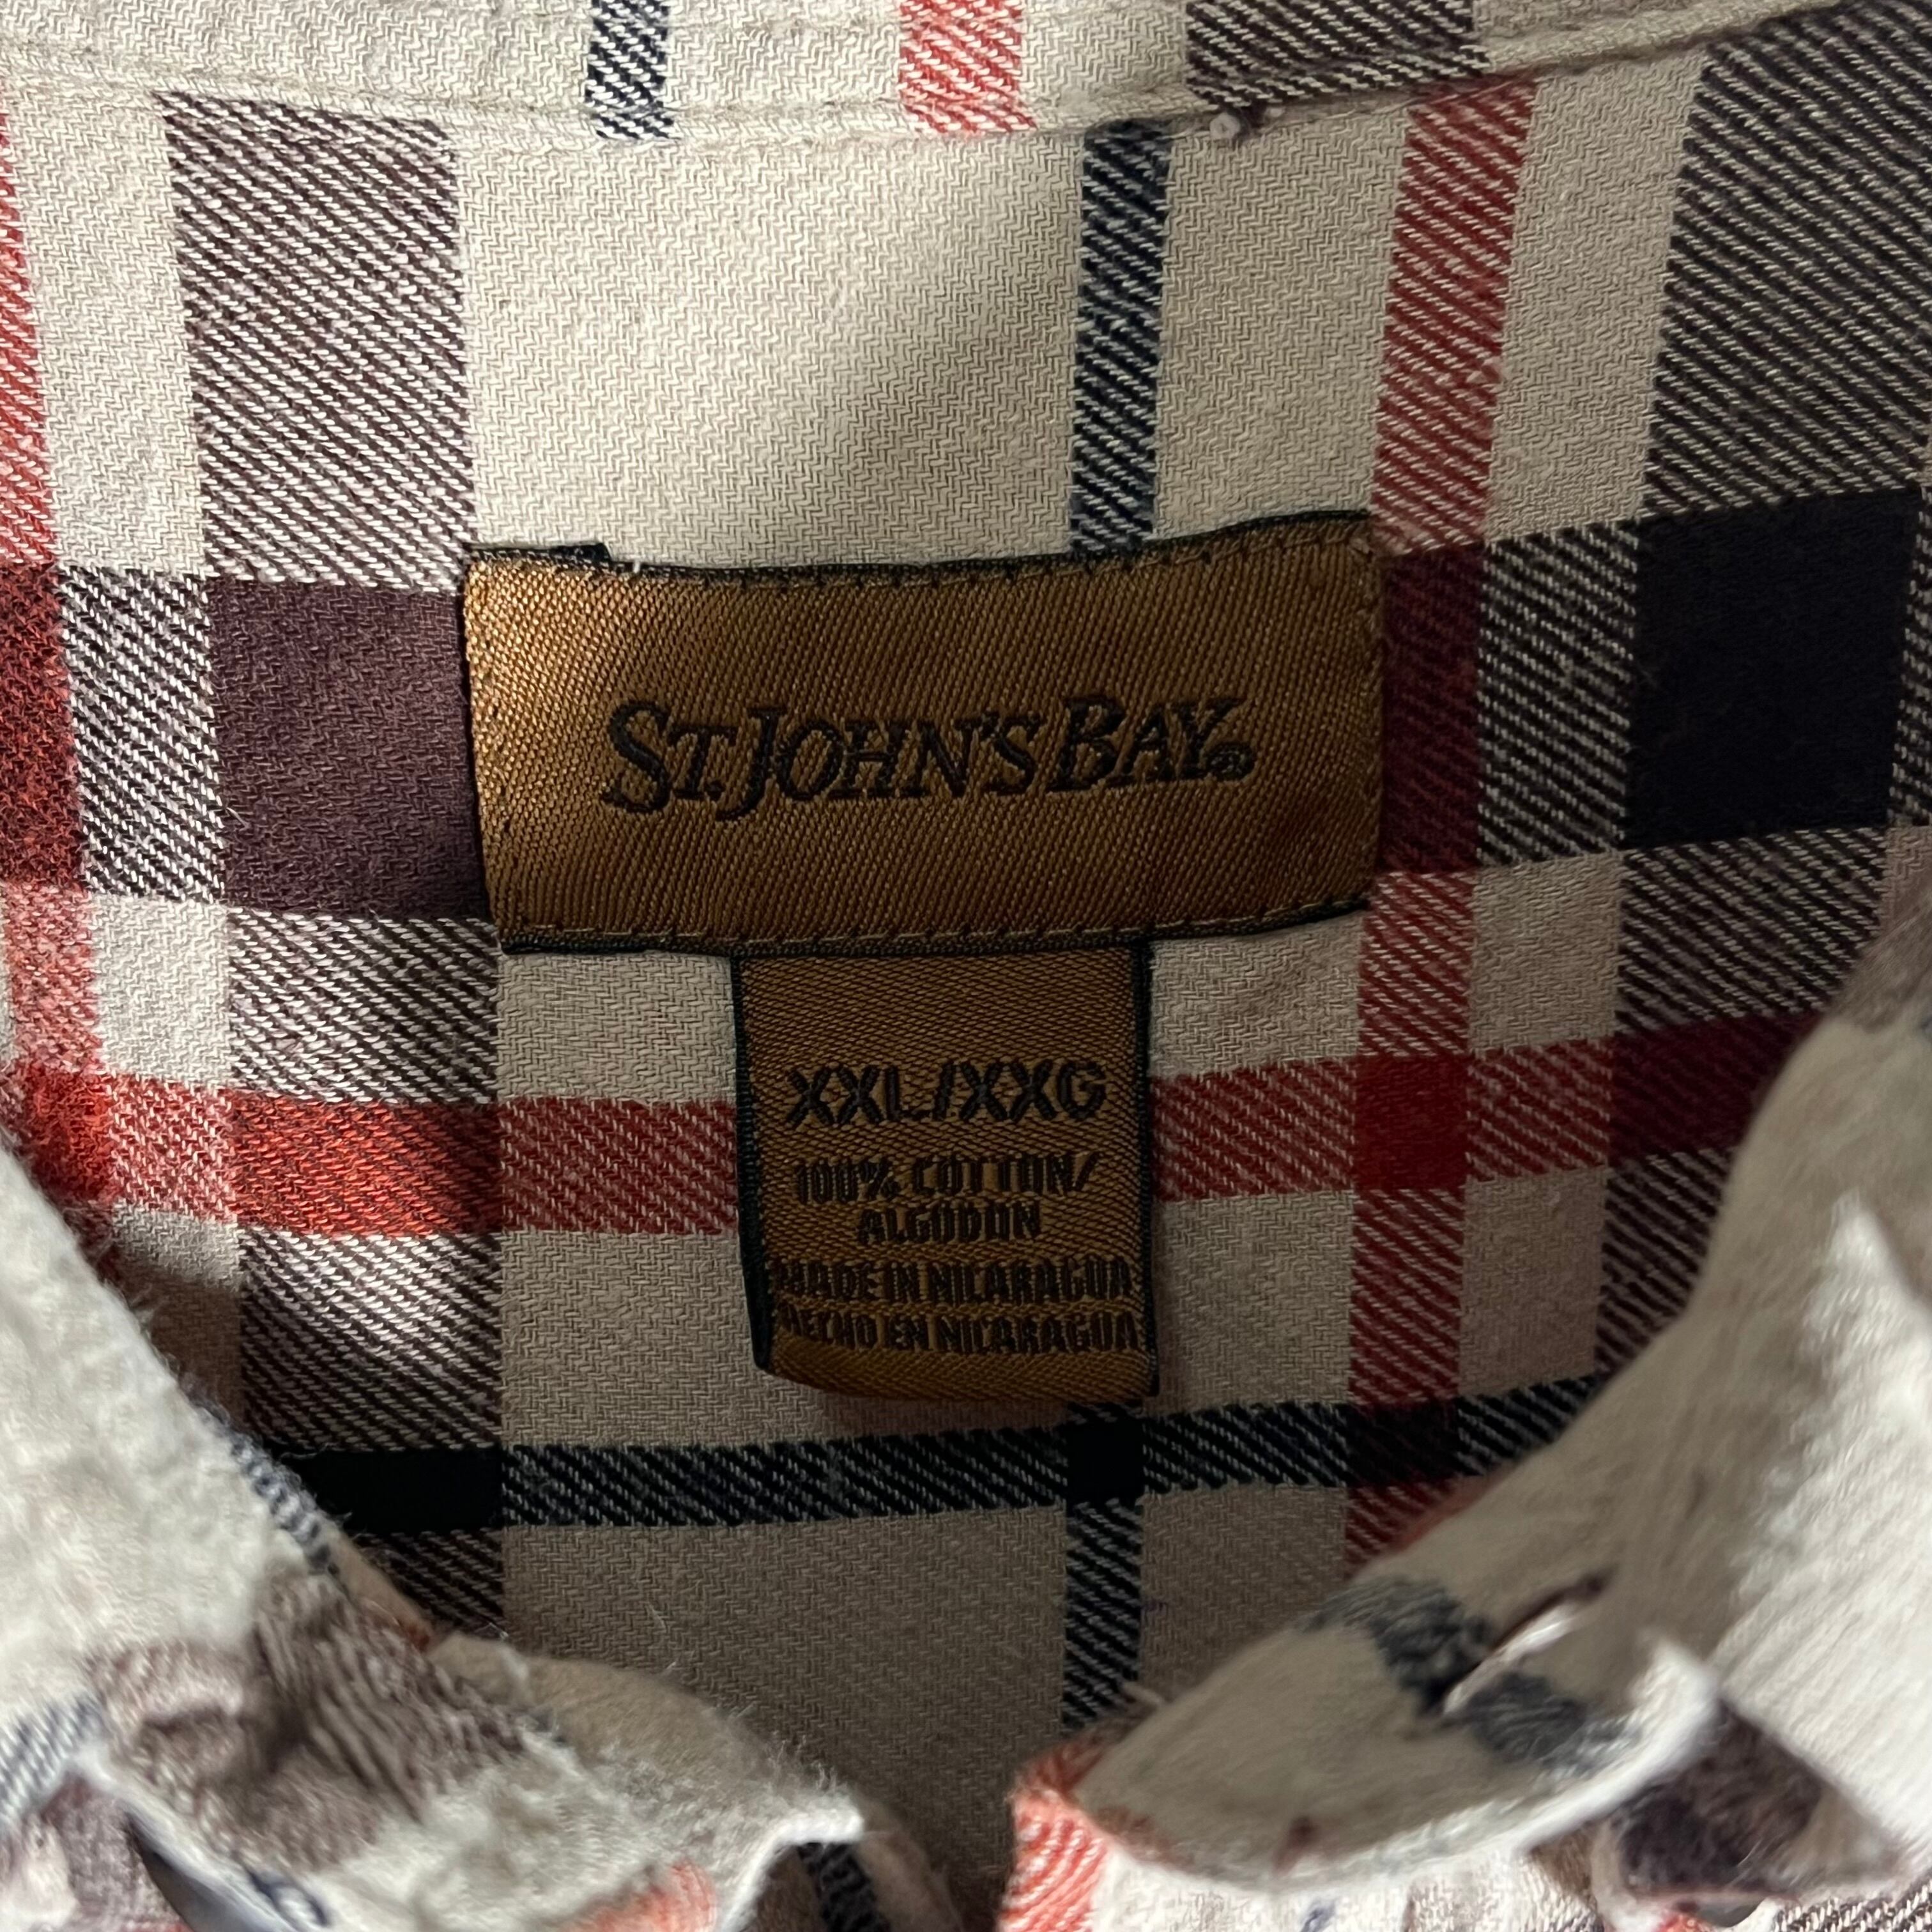 ST. JOHN'S BAY®
XXL/XXG
100% COTTON/
ALGODON
MADE IN NICARAGUA
HECHO EN NICARAGUA